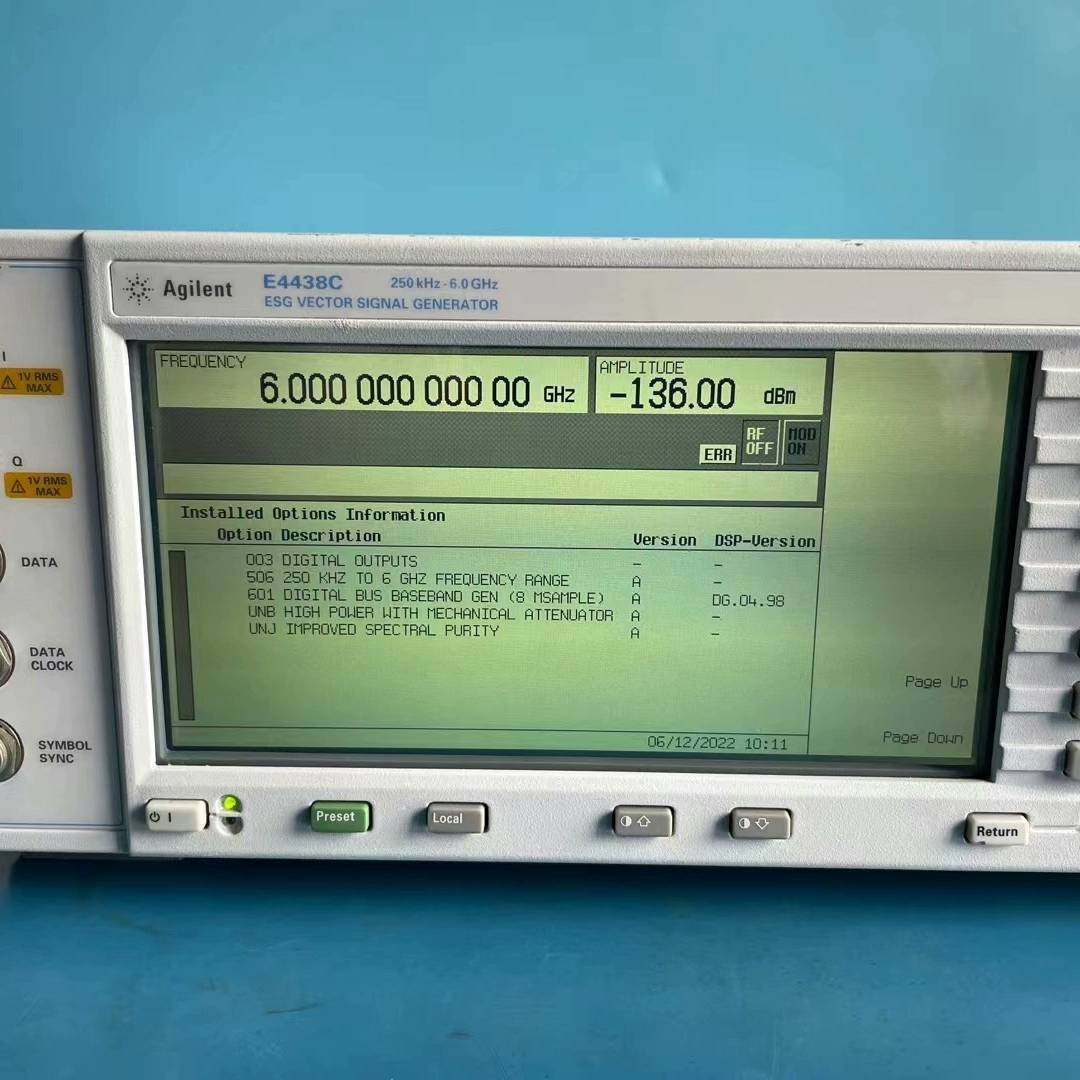 Agilent E4438C 250 kHz - 6.0 GHz
ESG VECTOR SIGNAL GENERATOR
I
1V RMS
MAX
Q
1V RMS
MAX
DATA
DATA
CLOCK
SYMBOL
SYNC
FREQUENCY
6.000 000 000 00 GHz
AMPLITUDE
-136.00 dBm
ERR
RF
OFF
MOD
ON
Installed Options Information
Option Description Version DSP-Version
003 DIGITAL OUTPUTS - -
506 250 KHZ TO 6 GHZ FREQUENCY RANGE A -
601 DIGITAL BUS BASEBAND GEN (8 MSAMPLE) A DG.04.98
UNB HIGH POWER WITH MECHANICAL ATTENUATOR A -
UNJ IMPROVED SPECTRAL PURITY A -
06/12/2022 10:11
Page Up
Page Down
I
Preset
Local
Return